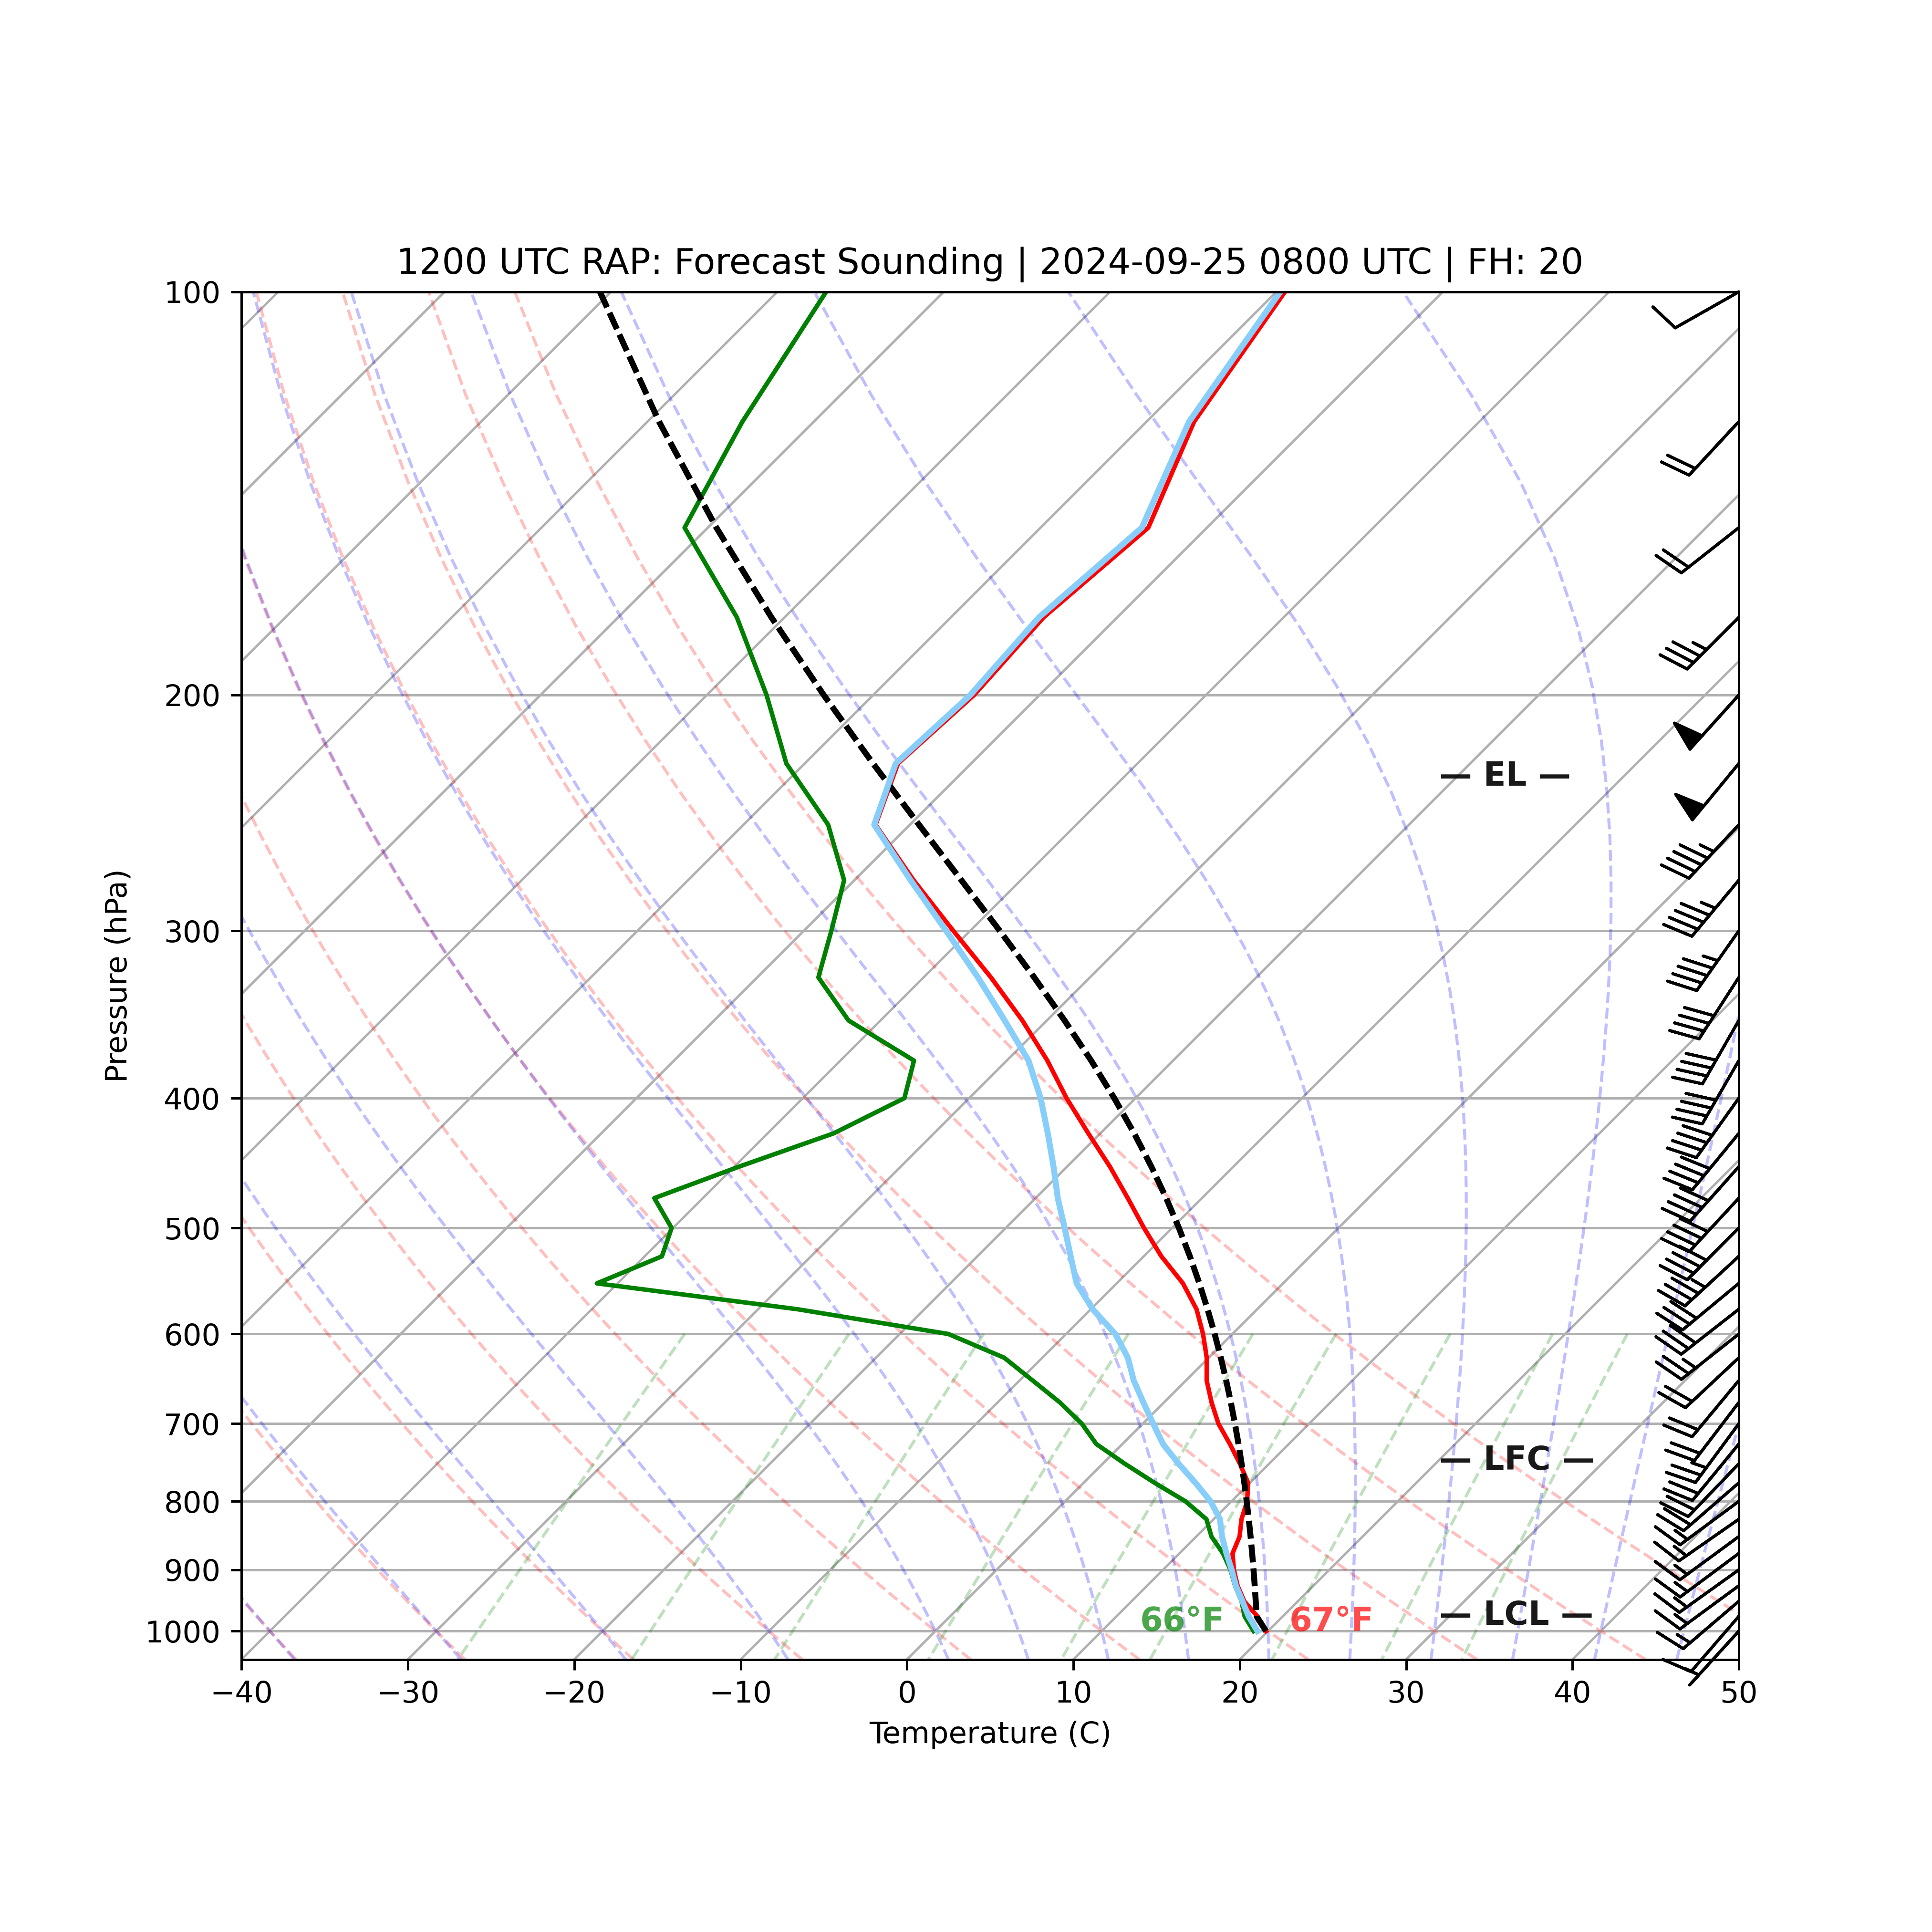 1200 UTC RAP: Forecast Sounding | 2024-09-25 0800 UTC | FH: 20
100
200
— EL —
300
Pressure (hPa)
400
500
600
700
— LFC —
800
900
66°F 67°F — LCL —
1000
−40 −30 −20 −10 0 10 20 30 40 50
Temperature (C)